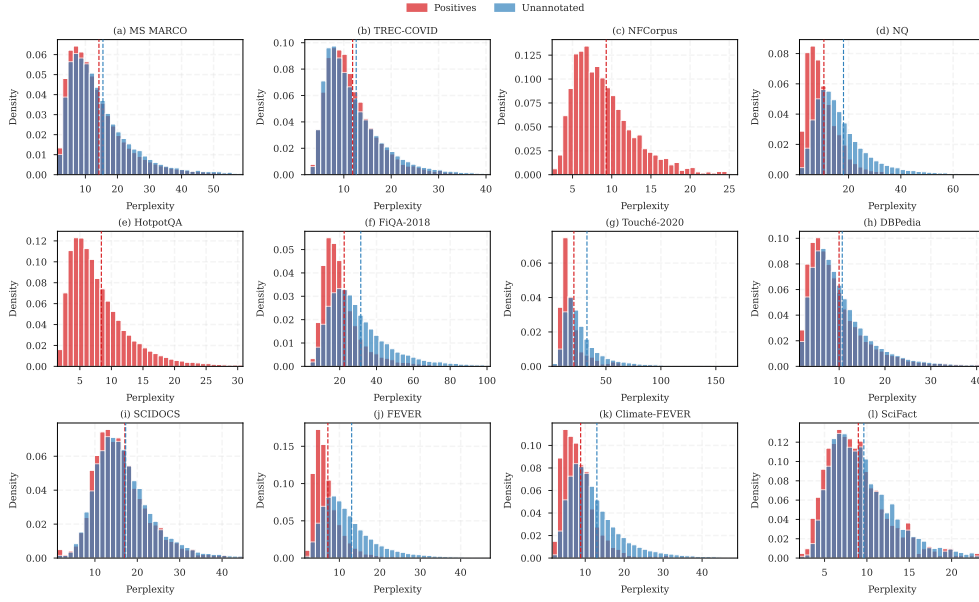 Positives Unannotated
(a) MS MARCO
Density
0.06
0.05
0.04
0.03
0.02
0.01
0.00
10 20 30 40 50
Perplexity
(b) TREC-COVID
Density
0.10
0.08
0.06
0.04
0.02
0.00
10 20 30 40
Perplexity
(c) NFCorpus
Density
0.125
0.100
0.075
0.050
0.025
0.000
5 10 15 20 25
Perplexity
(d) NQ
Density
0.08
0.06
0.04
0.02
0.00
20 40 60
Perplexity
(e) HotpotQA
Density
0.12
0.10
0.08
0.06
0.04
0.02
0.00
5 10 15 20 25 30
Perplexity
(f) FiQA-2018
Density
0.05
0.04
0.03
0.02
0.01
0.00
20 40 60 80 100
Perplexity
(g) Touché-2020
Density
0.06
0.04
0.02
0.00
50 100 150
Perplexity
(h) DBPedia
Density
0.10
0.08
0.06
0.04
0.02
0.00
10 20 30 40
Perplexity
(i) SCIDOCS
Density
0.06
0.04
0.02
0.00
10 20 30 40
Perplexity
(j) FEVER
Density
0.15
0.10
0.05
0.00
10 20 30 40
Perplexity
(k) Climate-FEVER
Density
0.10
0.08
0.06
0.04
0.02
0.00
10 20 30 40
Perplexity
(l) SciFact
Density
0.12
0.10
0.08
0.06
0.04
0.02
0.00
5 10 15 20
Perplexity